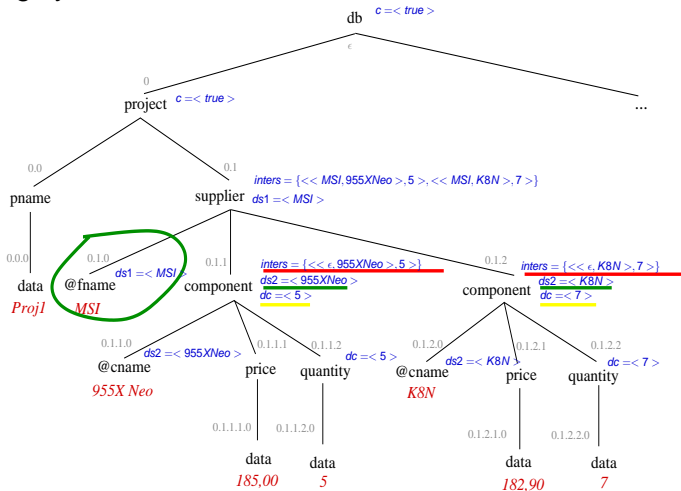 c =< true >
db
ϵ
0
project c =< true >
...
0.0
0.1
inters = {<< MSI, 955XNeo >, 5 >, << MSI, K8N >, 7 >}
pname
supplier
ds1 =< MSI >
0.0.0
0.1.0
0.1.1
0.1.2
inters = {<< ϵ, 955XNeo >, 5 >}
inters = {<< ϵ, K8N >, 7 >}
data
@fname
ds1 =< MSI >
component
ds2 =< 955XNeo >
component
ds2 =< K8N >
Proj1
MSI
dc =< 5 >
dc =< 7 >
0.1.1.0
ds2 =< 955XNeo >
0.1.1.1
0.1.1.2
dc =< 5 >
0.1.2.0
ds2 =< K8N >
0.1.2.1
0.1.2.2
dc =< 7 >
@cname
price
quantity
@cname
price
quantity
955X Neo
K8N
0.1.1.1.0
0.1.1.2.0
0.1.2.1.0
0.1.2.2.0
data
data
data
data
185,00
5
182,90
7